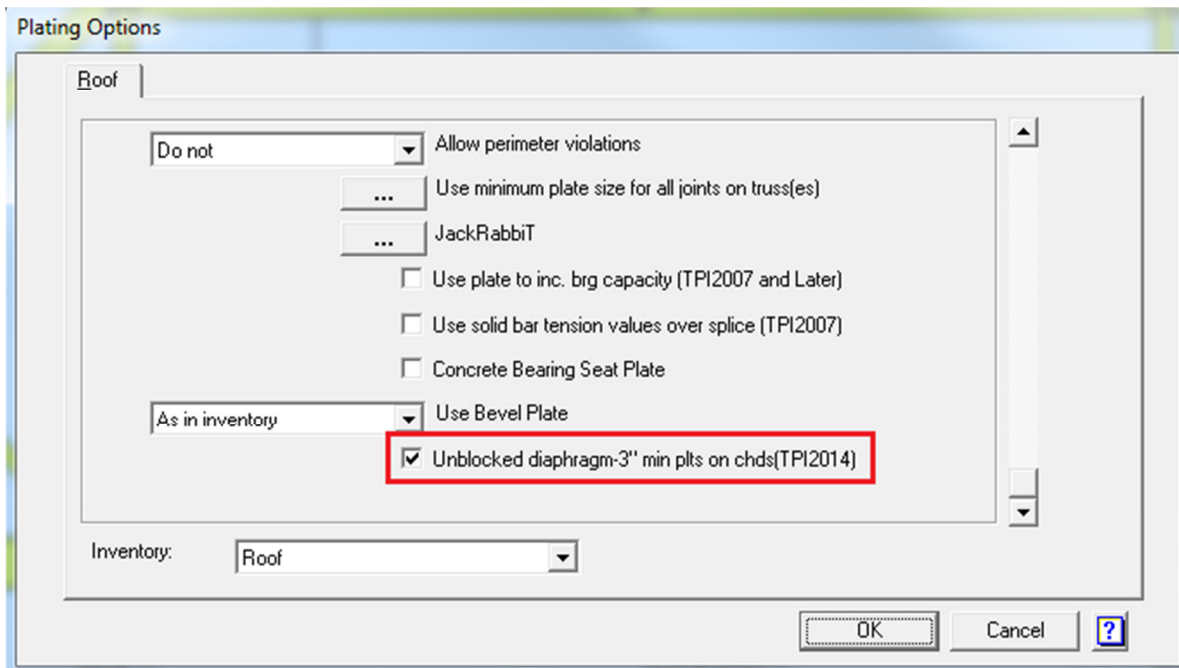 Plating Options
Roof
Do not
Allow perimeter violations
...
Use minimum plate size for all joints on truss(es)
...
JackRabbiT
Use plate to inc. brg capacity (TPI2007 and Later)
Use solid bar tension values over splice (TPI2007)
Concrete Bearing Seat Plate
As in inventory
Use Bevel Plate
Unblocked diaphragm-3" min plts on chds(TPI2014)
Inventory:
Roof
OK
Cancel
?